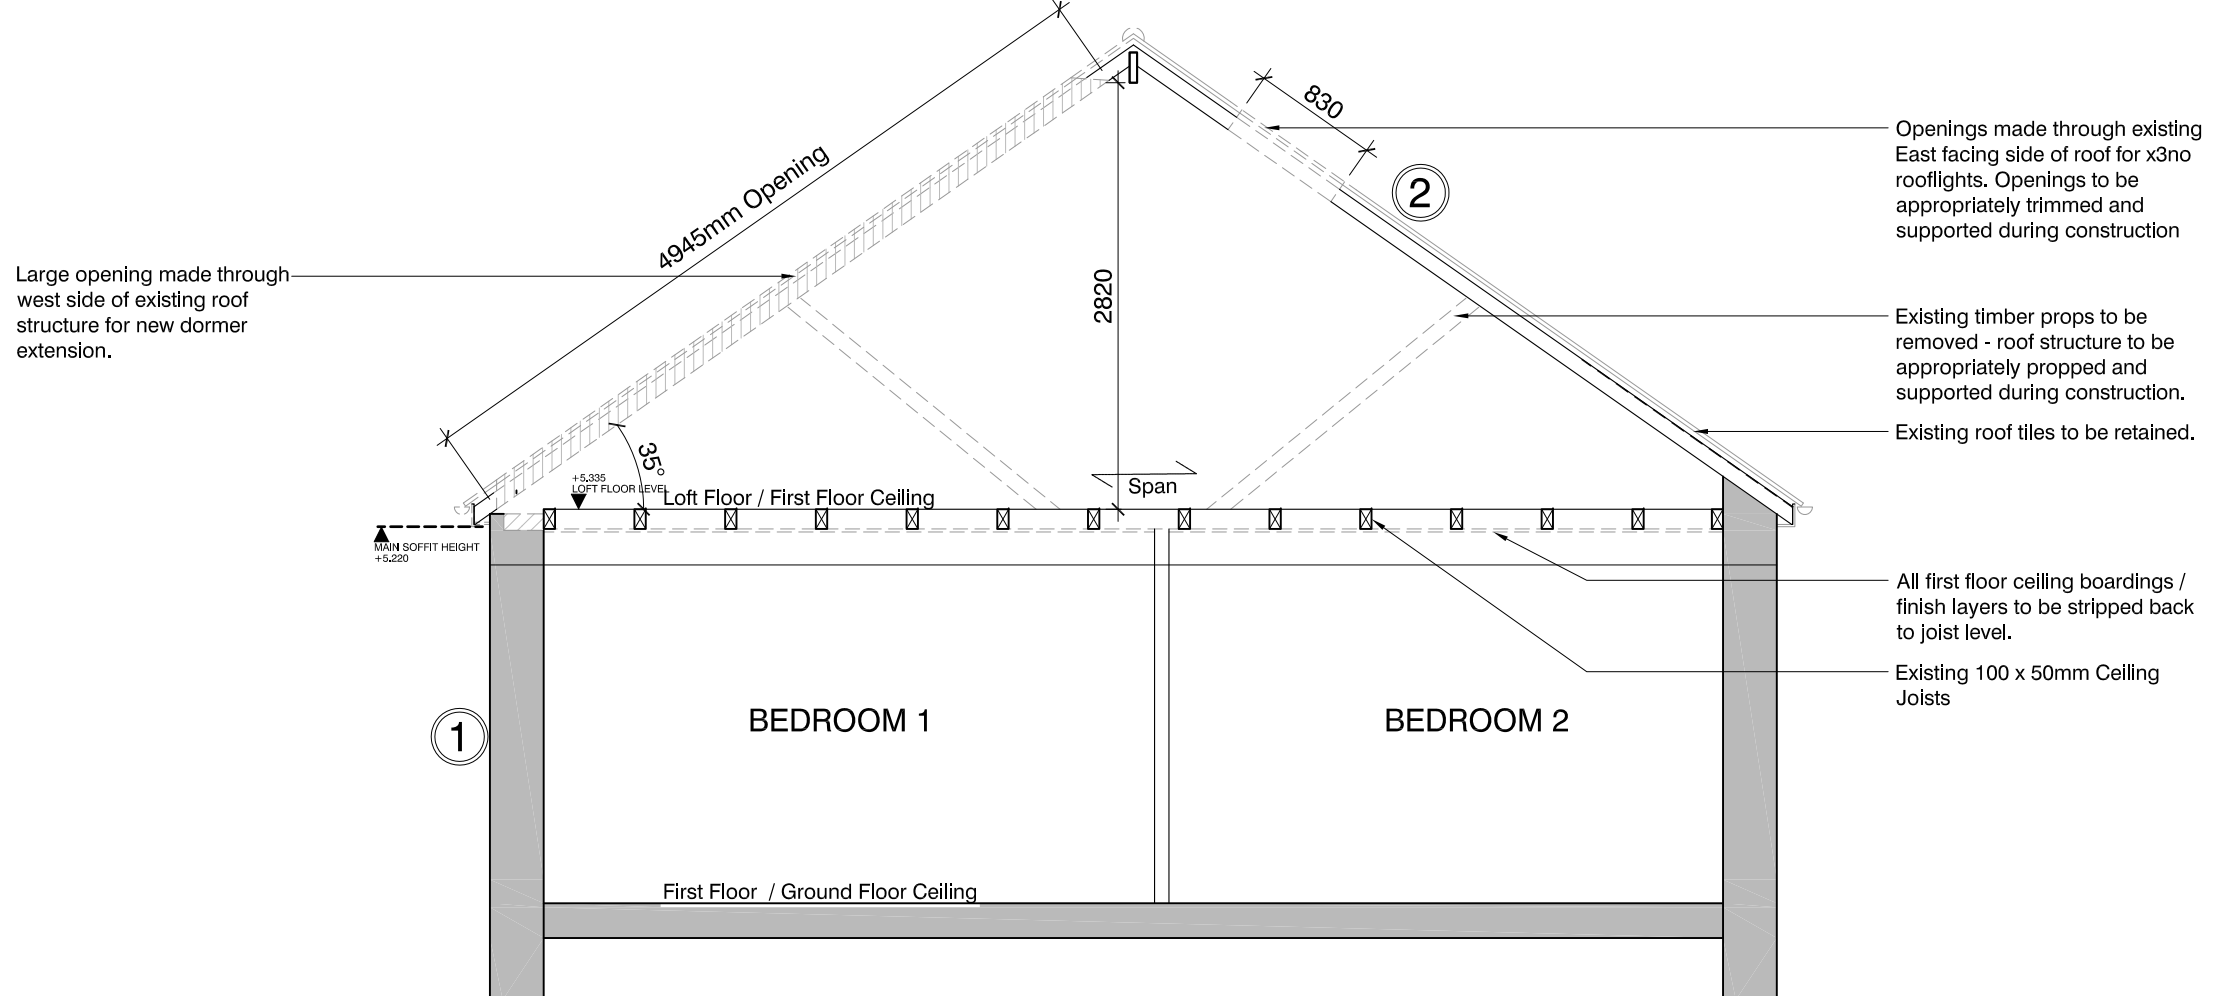 4945mm Opening
830
2
Openings made through existing
East facing side of roof for x3no
rooflights. Openings to be
appropriately trimmed and
supported during construction
Large opening made through
west side of existing roof
structure for new dormer
extension.
2820
Existing timber props to be
removed - roof structure to be
appropriately propped and
supported during construction.
Existing roof tiles to be retained.
35°
+5.335
LOFT FLOOR LEVEL
Loft Floor / First Floor Ceiling
Span
MAIN SOFFIT HEIGHT
+5.220
All first floor ceiling boardings /
finish layers to be stripped back
to joist level.
Existing 100 x 50mm Ceiling
Joists
1
BEDROOM 1
BEDROOM 2
First Floor / Ground Floor Ceiling